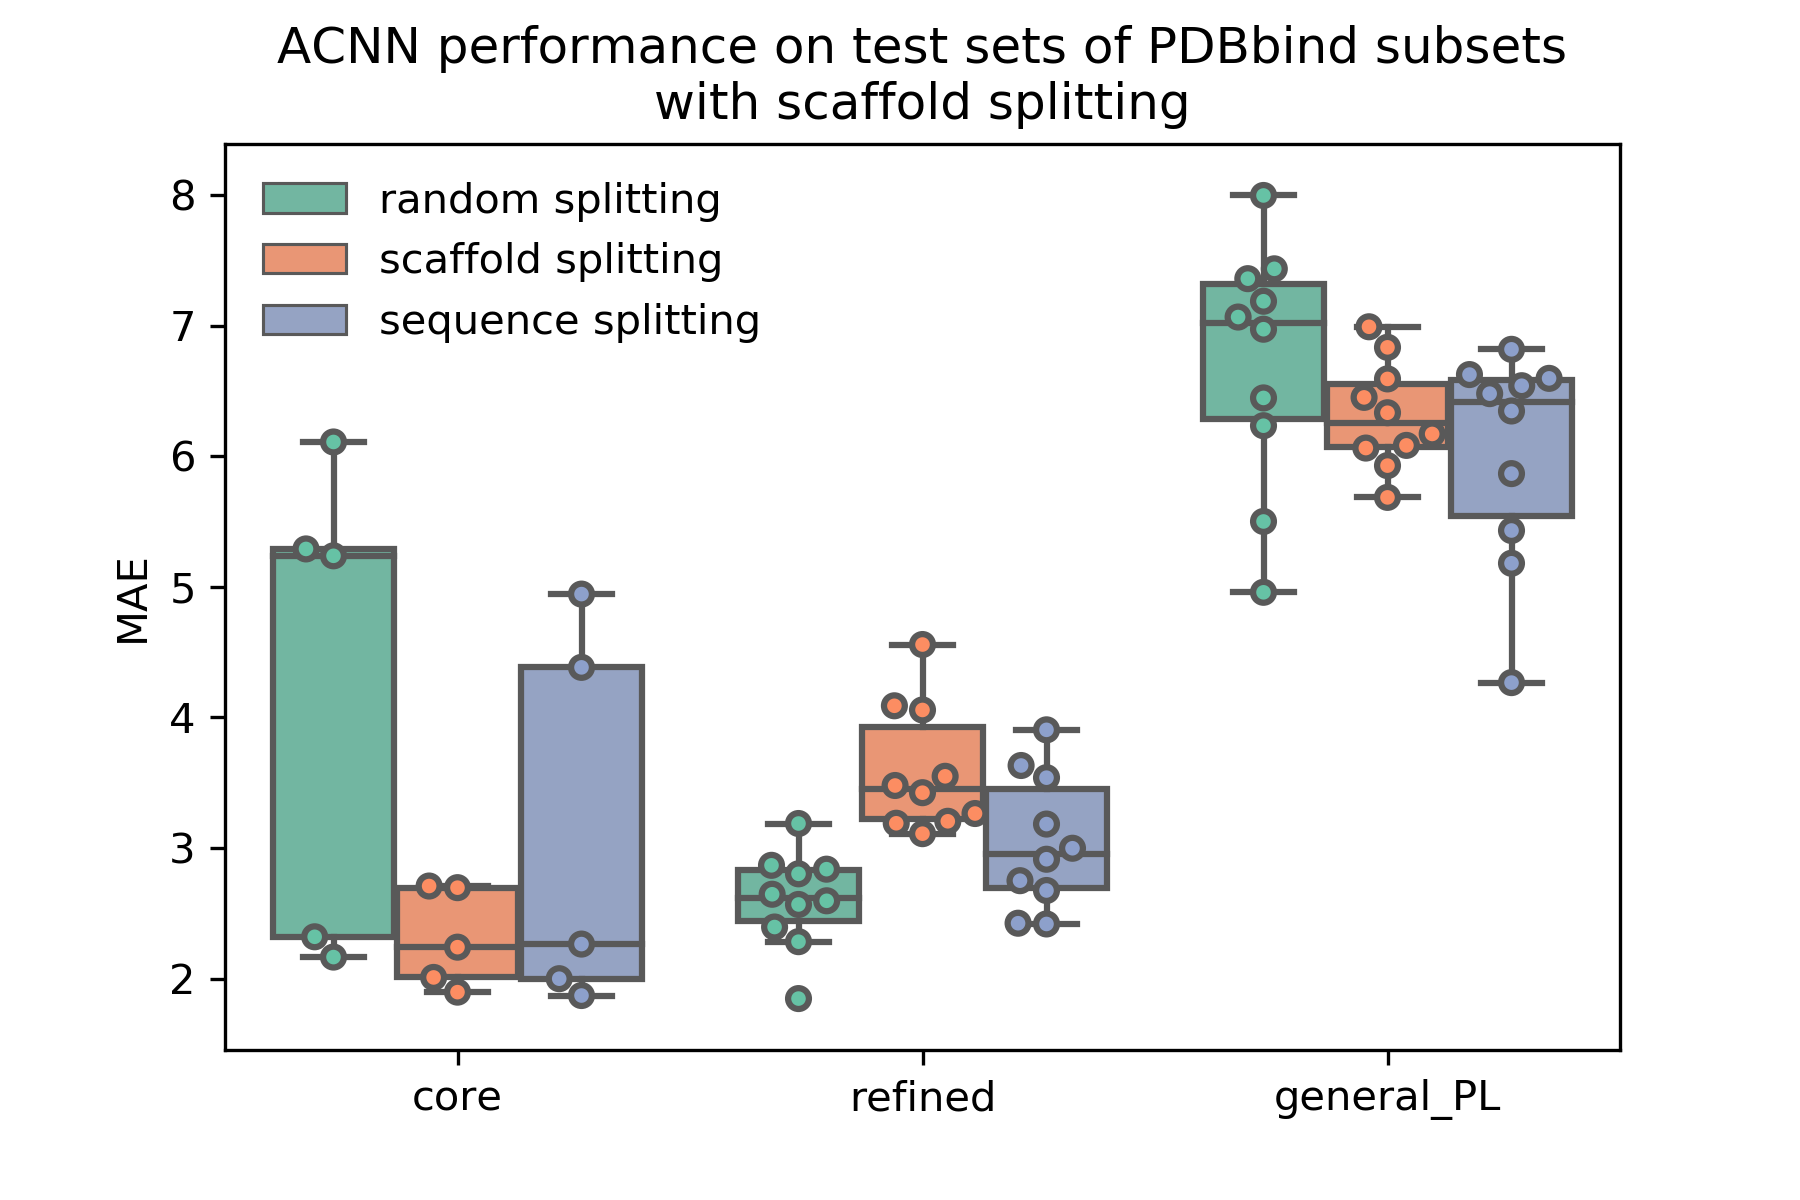 ACNN performance on test sets of PDBbind subsets
with scaffold splitting
random splitting
scaffold splitting
sequence splitting
MAE
8
7
6
5
4
3
2
core
refined
general_PL